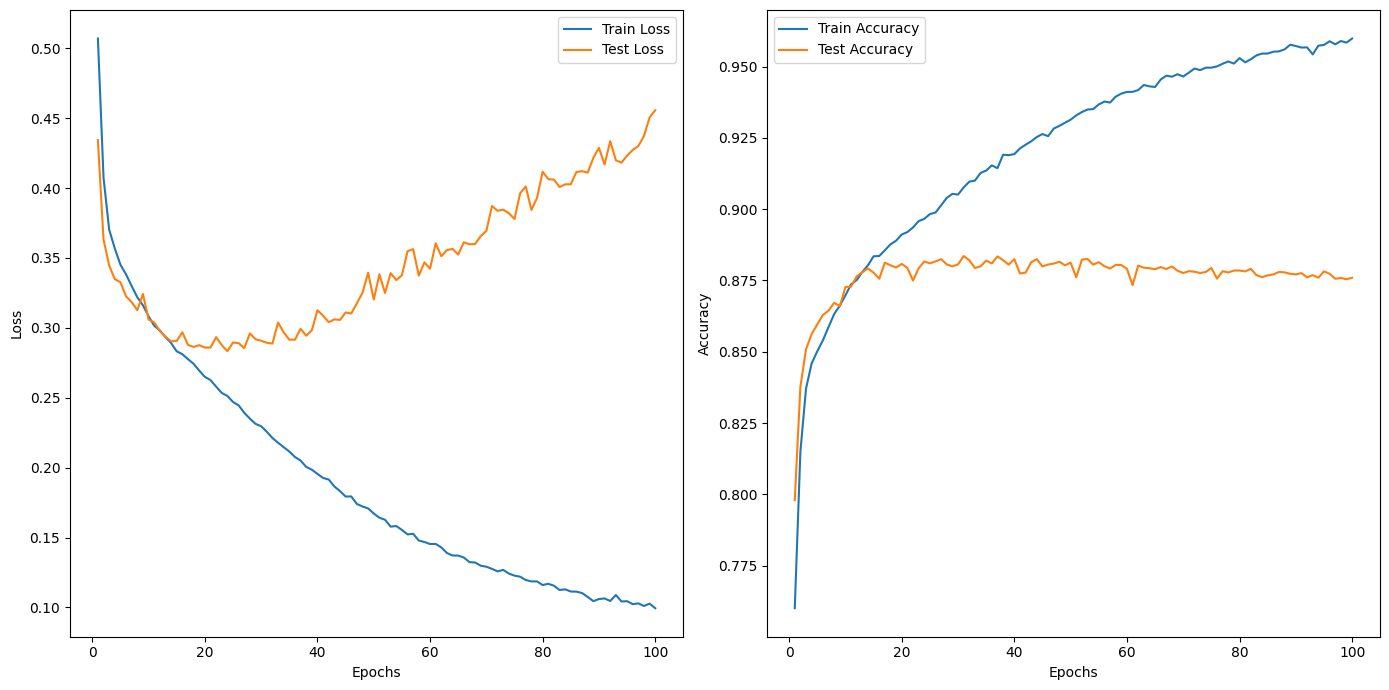 Train Loss
Test Loss
0.50
0.45
0.40
0.35
0.30
0.25
0.20
0.15
0.10
Loss
0 20 40 60 80 100
Epochs
Train Accuracy
Test Accuracy
0.950
0.925
0.900
0.875
0.850
0.825
0.800
0.775
Accuracy
0 20 40 60 80 100
Epochs